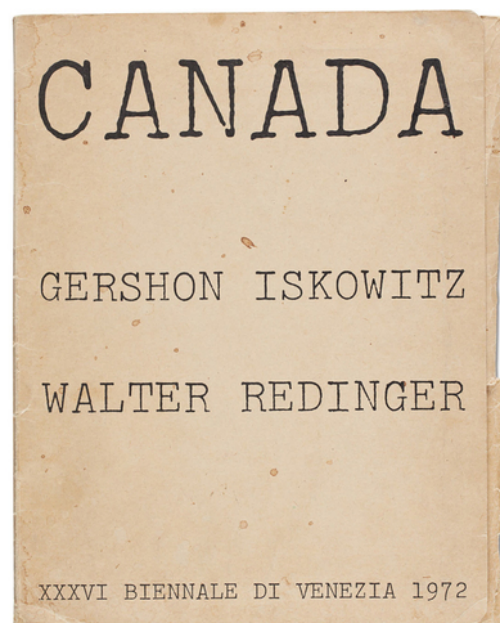 CANADA
GERSHON ISKOWITZ
WALTER REDINGER
XXXVI BIENNALE DI VENEZIA 1972